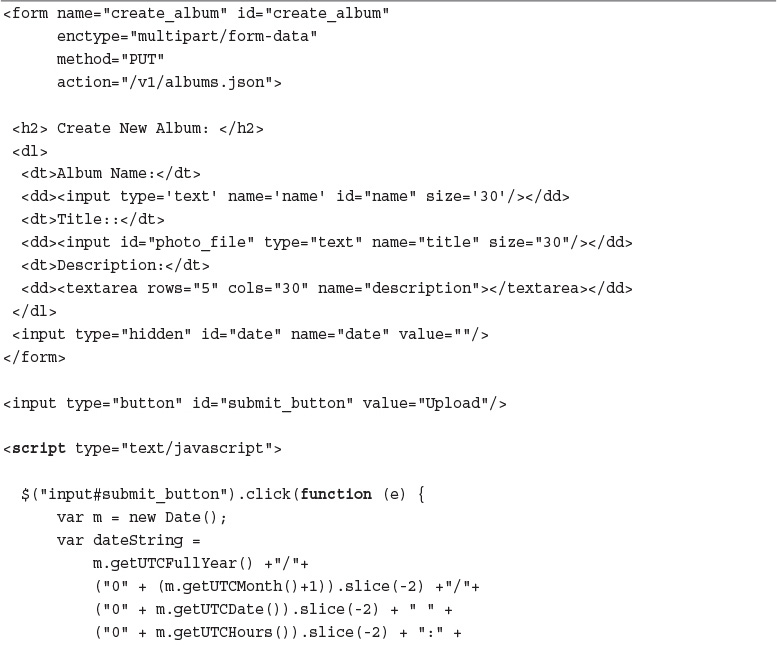 <form name="create_album" id="create_album"
      enctype="multipart/form-data"
      method="PUT"
      action="/v1/albums.json">

 <h2> Create New Album: </h2>
 <dl>
  <dt>Album Name:</dt>
  <dd><input type='text' name='name' id="name" size='30'/></dd>
  <dt>Title::</dt>
  <dd><input id="photo_file" type="text" name="title" size="30"/></dd>
  <dt>Description:</dt>
  <dd><textarea rows="5" cols="30" name="description"></textarea></dd>
 </dl>
 <input type="hidden" id="date" name="date" value=""/>
</form>

<input type="button" id="submit_button" value="Upload"/>

<script type="text/javascript">

  $("input#submit_button").click(function (e) {
      var m = new Date();
      var dateString =
          m.getUTCFullYear() +"/"+
          ("0" + (m.getUTCMonth()+1)).slice(-2) +"/"+
          ("0" + m.getUTCDate()).slice(-2) + " " +
          ("0" + m.getUTCHours()).slice(-2) + ":" +